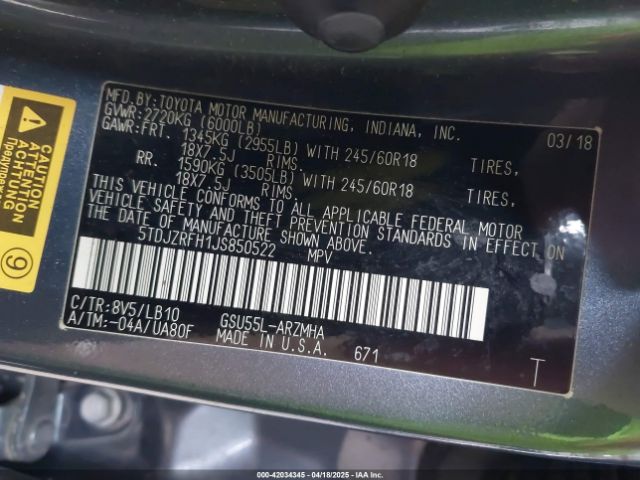 MFD.BY:TOYOTA MOTOR MANUFACTURING, INDIANA, INC. 03/18
GVWR:2720KG (6000LB)
GAWR:FRT. 1345KG (2955LB) WITH 245/60R18 TIRES,
18X7.5J RIMS.
RR. 1590KG (3505LB) WITH 245/60R18 TIRES,
18X7.5J RIMS.
THIS VEHICLE CONFORMS TO ALL APPLICABLE FEDERAL MOTOR
VEHICLE SAFETY AND THEFT PREVENTION STANDARDS IN EFFECT ON
THE DATE OF MANUFACTURE SHOWN ABOVE.
5TDJZRFH1JS850522 MPV
C/TR:8V5/LB10 GSU55L-ARZMHA
A/TM:-04A/UA80F MADE IN U.S.A. 671
T
CAUTION
ATTENTION
ACHTUNG
9
000-42034345 - 04/18/2025 - IAA Inc.